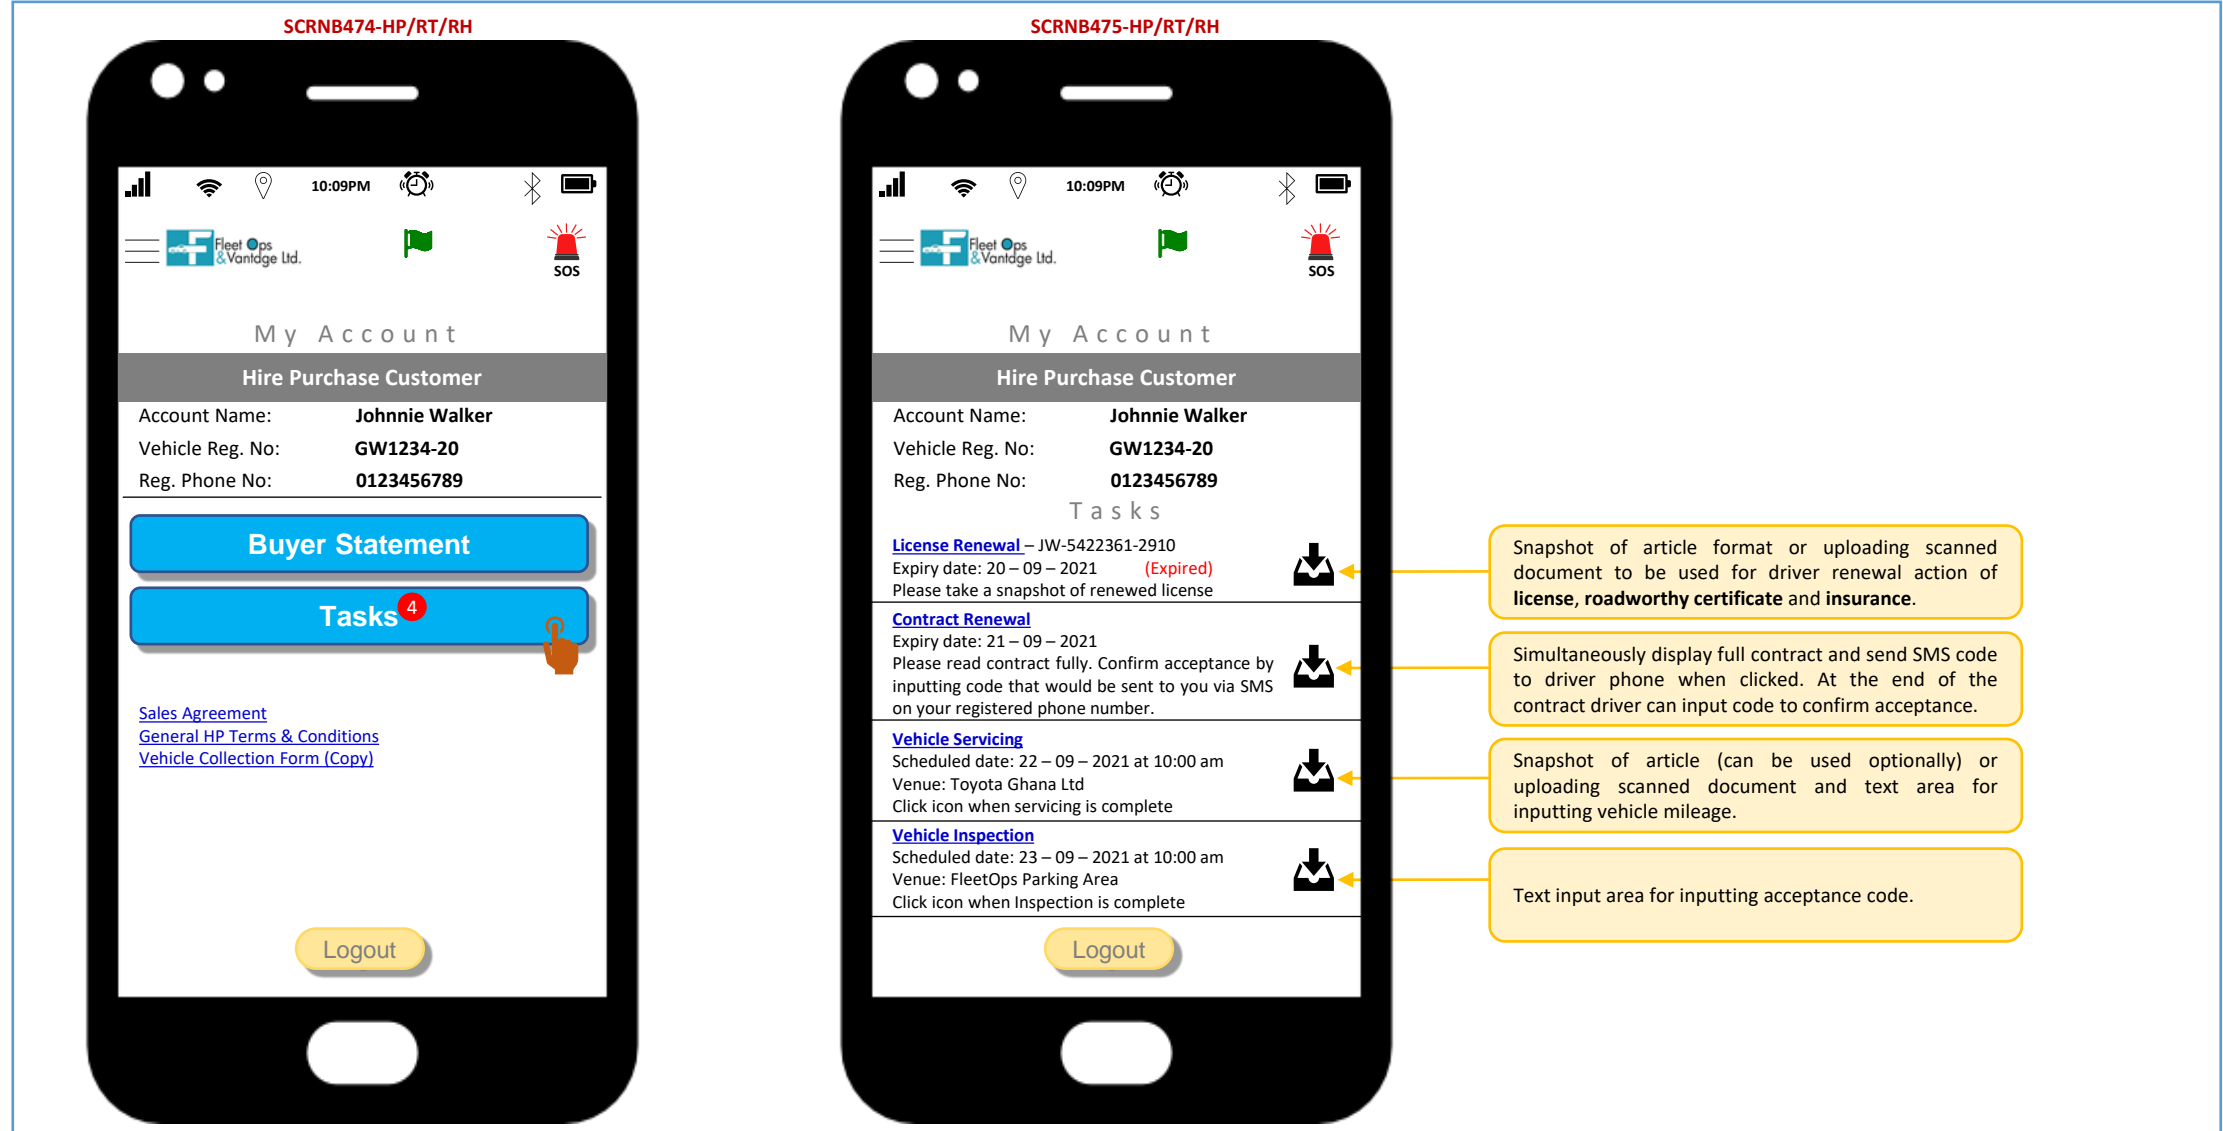 SCRNB474-HP/RT/RH
10:09PM
Fleet Ops
&Vantage Ltd.
SOS
My Account
Hire Purchase Customer
Account Name: Johnnie Walker
Vehicle Reg. No: GW1234-20
Reg. Phone No: 0123456789
Buyer Statement
Tasks 4
Sales Agreement
General HP Terms & Conditions
Vehicle Collection Form (Copy)
Logout
SCRNB475-HP/RT/RH
10:09PM
Fleet Ops
&Vantage Ltd.
SOS
My Account
Hire Purchase Customer
Account Name: Johnnie Walker
Vehicle Reg. No: GW1234-20
Reg. Phone No: 0123456789
Tasks
License Renewal – JW-5422361-2910
Expiry date: 20 – 09 – 2021 (Expired)
Please take a snapshot of renewed license
Contract Renewal
Expiry date: 21 – 09 – 2021
Please read contract fully. Confirm acceptance by
inputting code that would be sent to you via SMS
on your registered phone number.
Vehicle Servicing
Scheduled date: 22 – 09 – 2021 at 10:00 am
Venue: Toyota Ghana Ltd
Click icon when servicing is complete
Vehicle Inspection
Scheduled date: 23 – 09 – 2021 at 10:00 am
Venue: FleetOps Parking Area
Click icon when Inspection is complete
Logout
Snapshot of article format or uploading scanned
document to be used for driver renewal action of
license, roadworthy certificate and insurance.
Simultaneously display full contract and send SMS code
to driver phone when clicked. At the end of the
contract driver can input code to confirm acceptance.
Snapshot of article (can be used optionally) or
uploading scanned document and text area for
inputting vehicle mileage.
Text input area for inputting acceptance code.